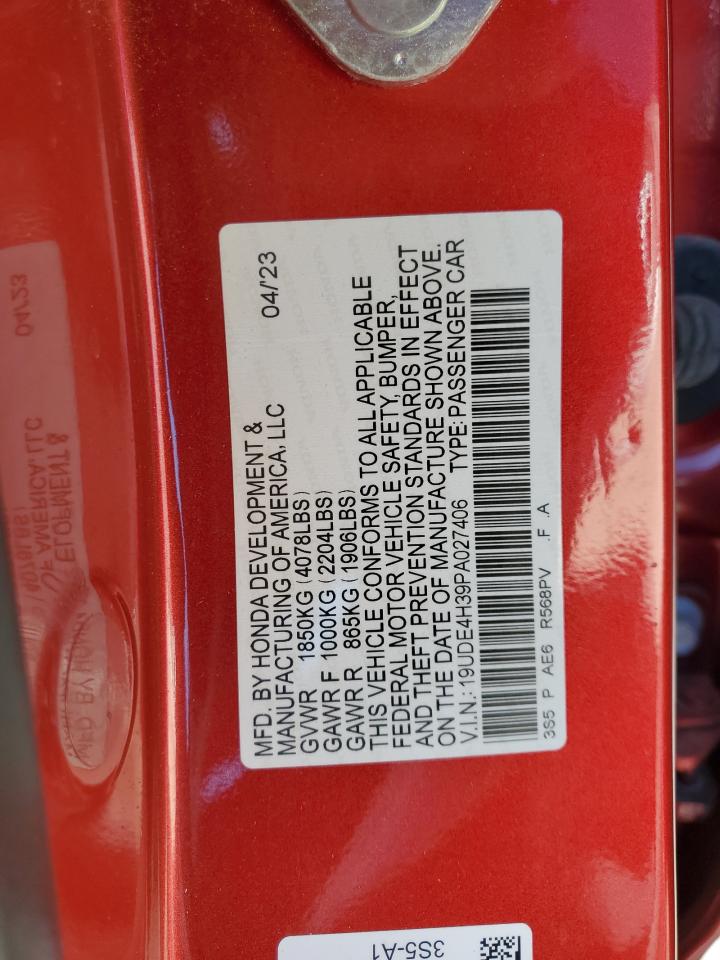 MFD. BY HONDA DEVELOPMENT &
MANUFACTURING OF AMERICA, LLC 04/'23
GVWR 1850KG (4078LBS)
GAWR F 1000KG (2204LBS)
GAWR R 865KG (1906LBS)
THIS VEHICLE CONFORMS TO ALL APPLICABLE
FEDERAL MOTOR VEHICLE SAFETY, BUMPER,
AND THEFT PREVENTION STANDARDS IN EFFECT
ON THE DATE OF MANUFACTURE SHOWN ABOVE.
V.I.N.: 19UDE4H39PA027406 TYPE: PASSENGER CAR
3S5 P AE6 R568PV .F .A
3S5-A1